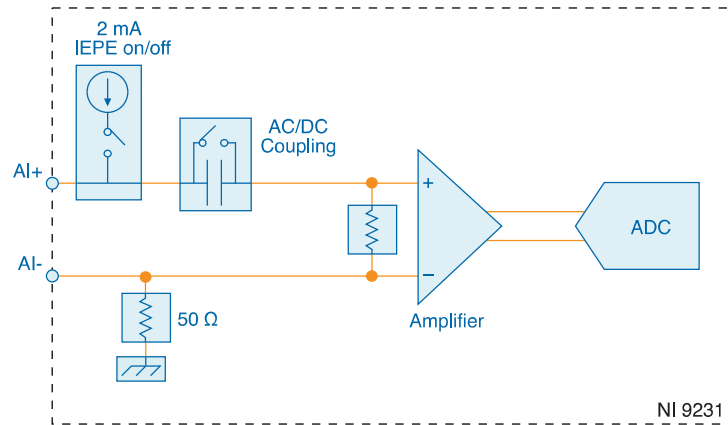 2 mA
IEPE on/off
AC/DC
Coupling
AI+
+
ADC
AI-
−
50 Ω
Amplifier
NI 9231